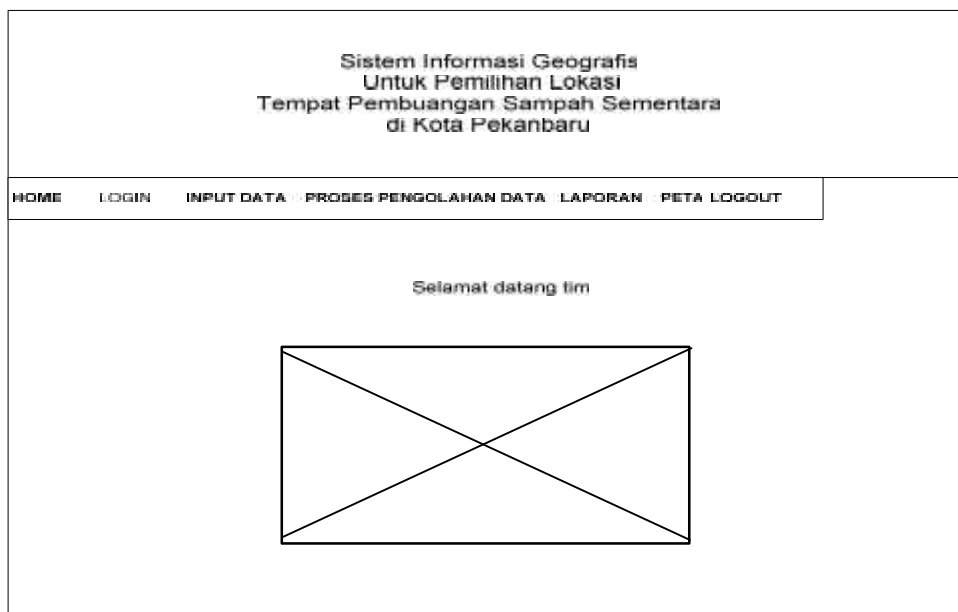 Sistem Informasi Geografis
Untuk Pemilihan Lokasi
Tempat Pembuangan Sampah Sementara
di Kota Pekanbaru
HOME LOGIN INPUT DATA PROSES PENGOLAHAN DATA LAPORAN PETA LOGOUT
Selamat datang tim